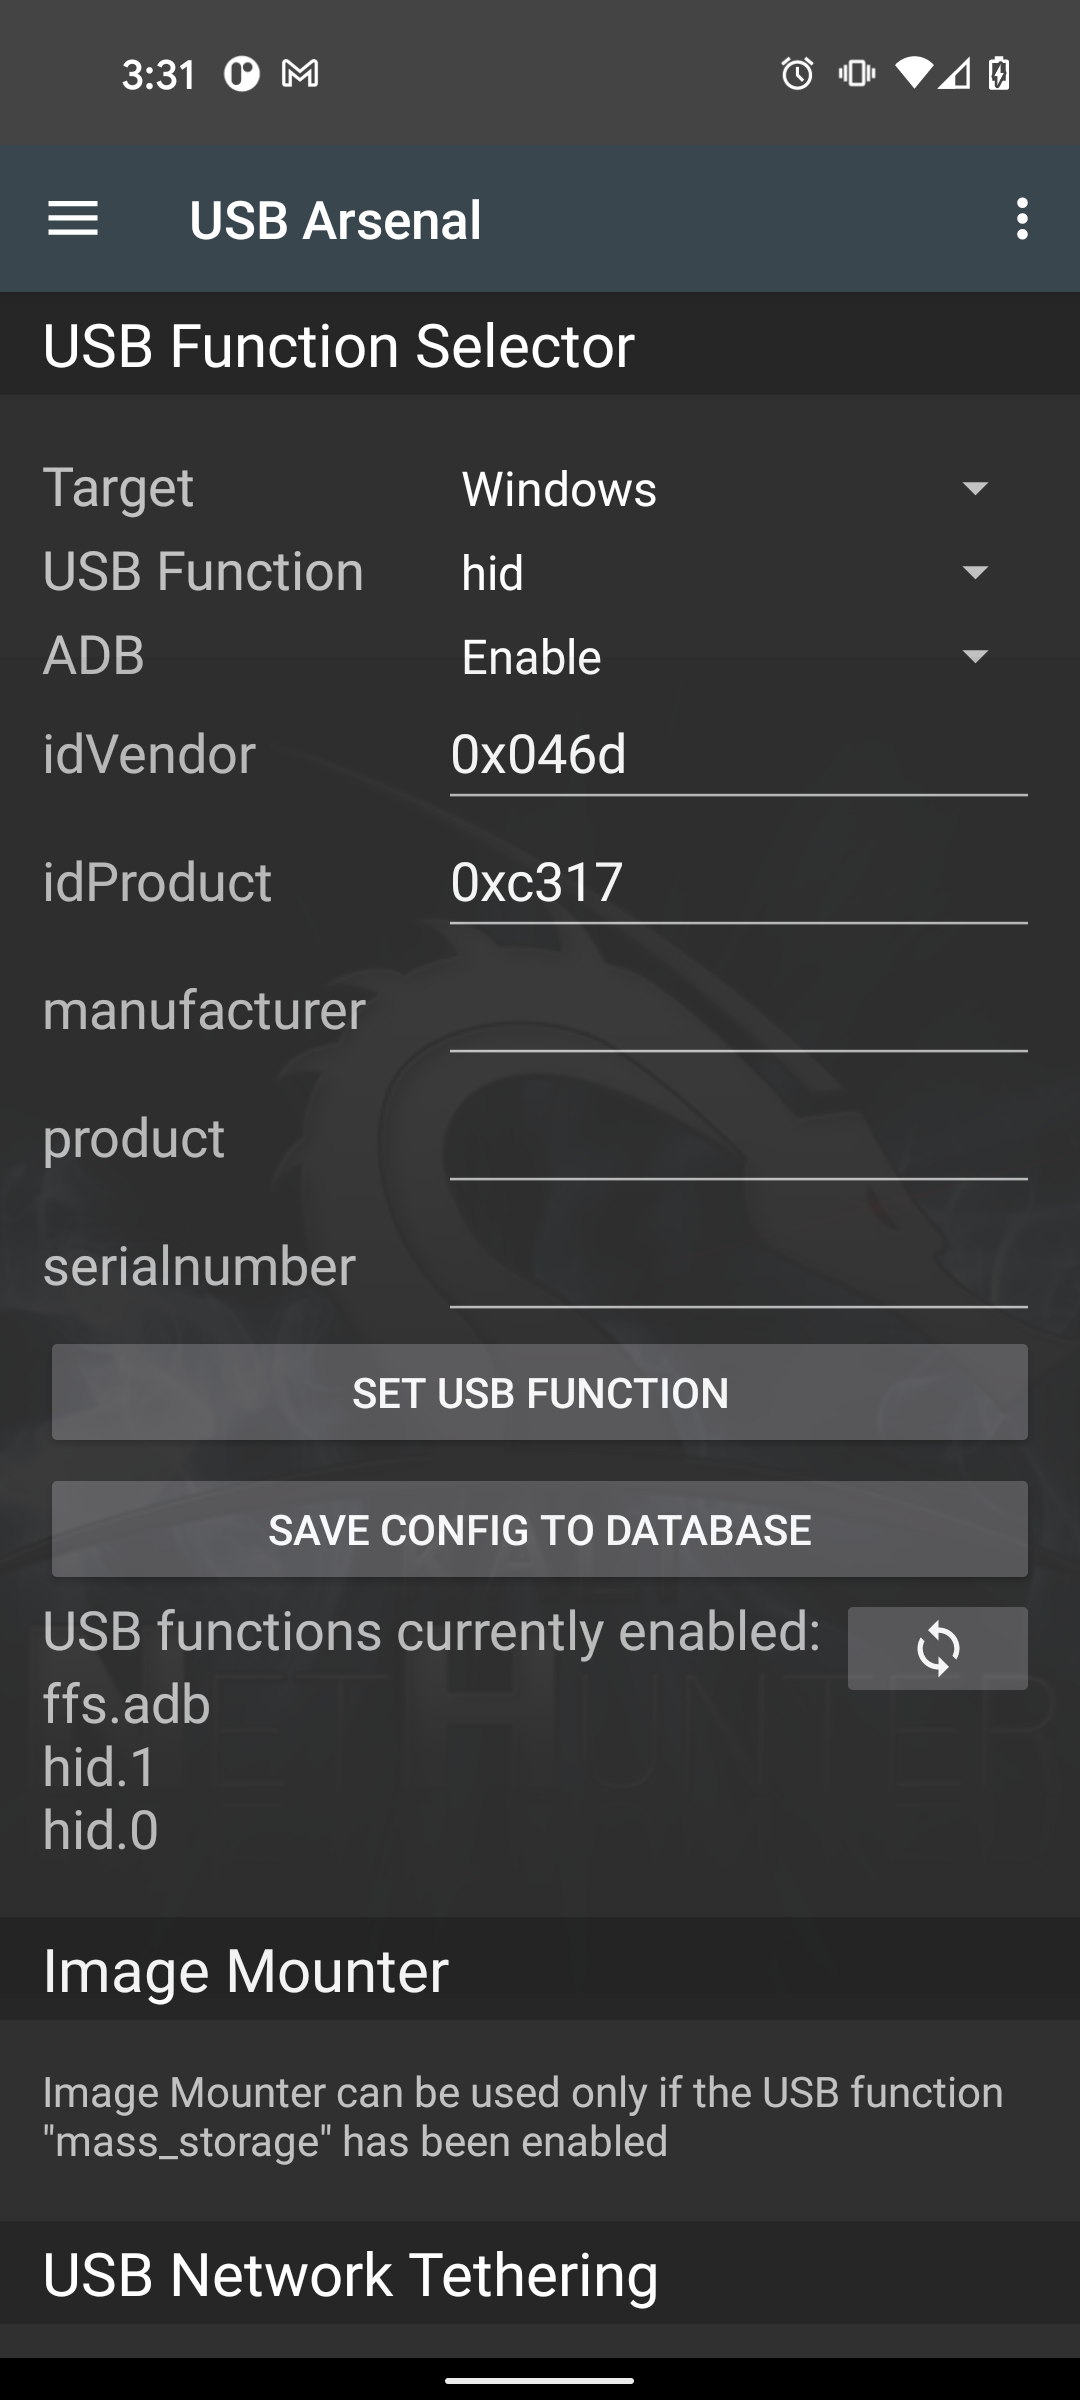 3:31
USB Arsenal
USB Function Selector
Target Windows
USB Function hid
ADB Enable
idVendor 0x046d
idProduct 0xc317
manufacturer
product
serialnumber
SET USB FUNCTION
SAVE CONFIG TO DATABASE
KALI
USB functions currently enabled:
NETHUNTER
ffs.adb
hid.1
hid.0
Image Mounter
Image Mounter can be used only if the USB function
"mass_storage" has been enabled
USB Network Tethering